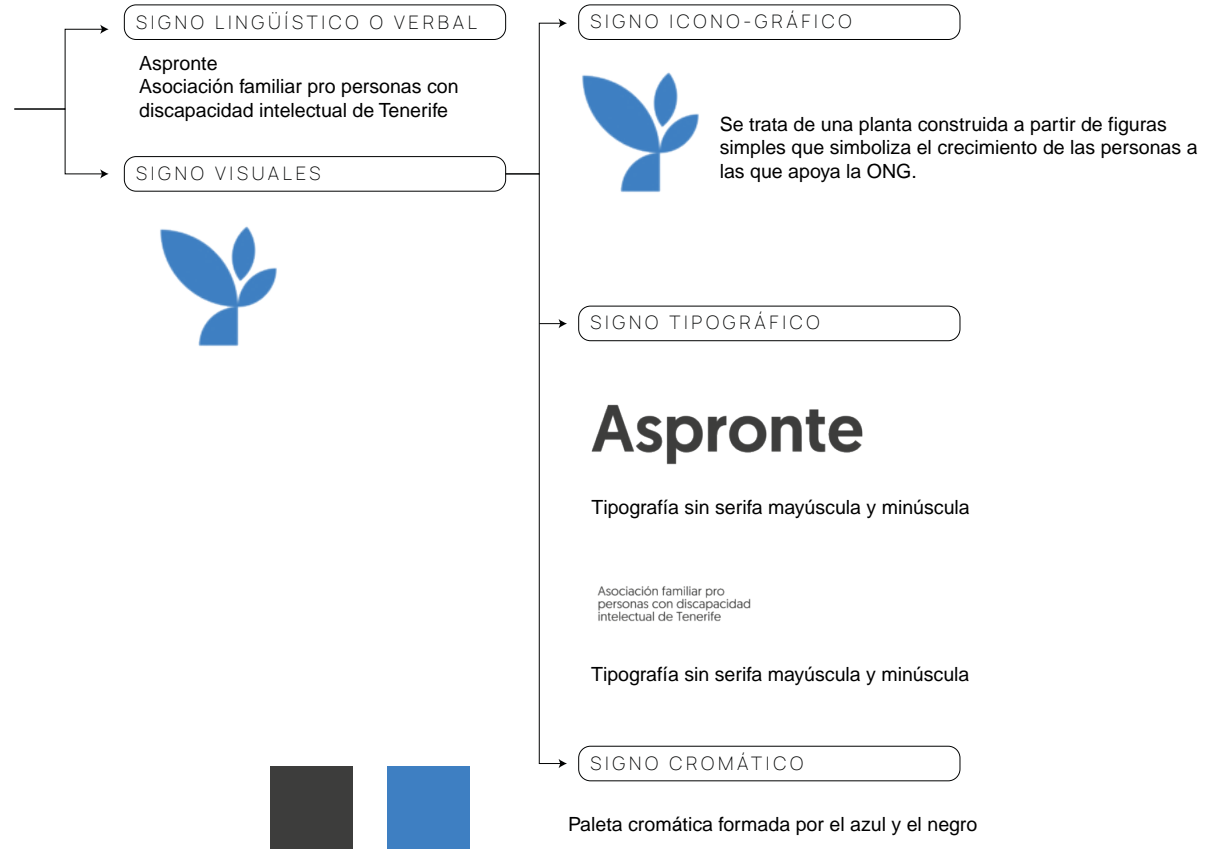 SIGNO LINGÜÍSTICO O VERBAL
Aspronte
Asociación familiar pro personas con
discapacidad intelectual de Tenerife
SIGNO VISUALES
SIGNO ICONO-GRÁFICO
Se trata de una planta construida a partir de figuras
simples que simboliza el crecimiento de las personas a
las que apoya la ONG.
SIGNO TIPOGRÁFICO
Aspronte
Tipografía sin serifa mayúscula y minúscula
Asociación familiar pro
personas con discapacidad
intelectual de Tenerife
Tipografía sin serifa mayúscula y minúscula
SIGNO CROMÁTICO
Paleta cromática formada por el azul y el negro